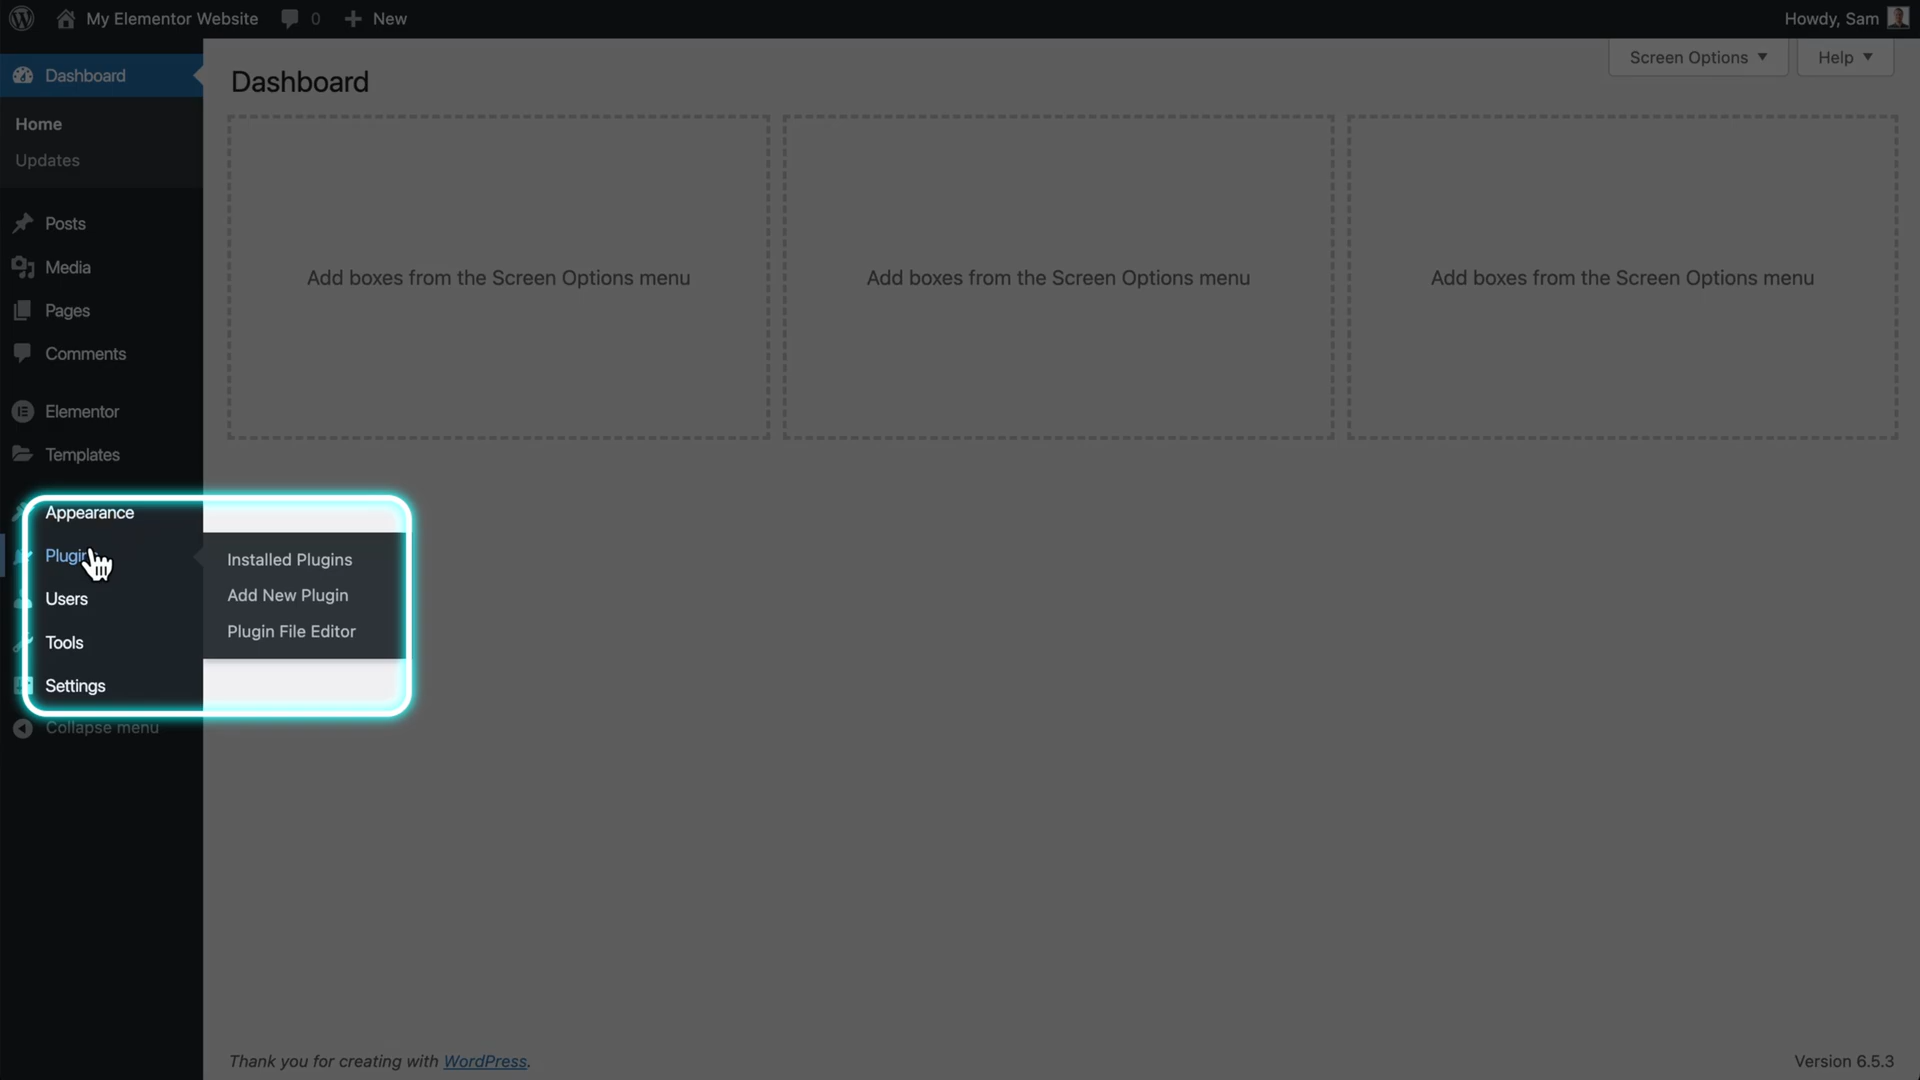 My Elementor Website
0
New
Howdy, Sam
Screen Options
Help
Dashboard
Dashboard
Home
Updates
Posts
Media
Pages
Comments
Elementor
Templates
Appearance
Users
Tools
Settings
Collapse menu
Installed Plugins
Add New Plugin
Plugin File Editor
Add boxes from the Screen Options menu
Add boxes from the Screen Options menu
Add boxes from the Screen Options menu
Thank you for creating with WordPress.
Version 6.5.3